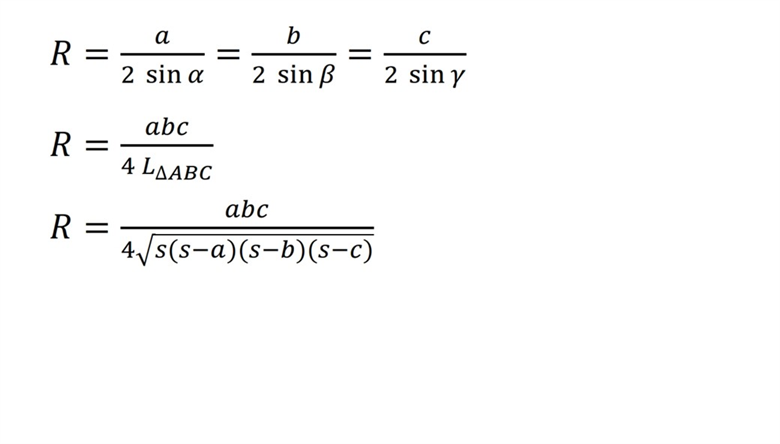 R = a / (2 sin α) = b / (2 sin β) = c / (2 sin γ)
R = abc / (4 L_ΔABC)
R = abc / (4√(s(s−a)(s−b)(s−c)))